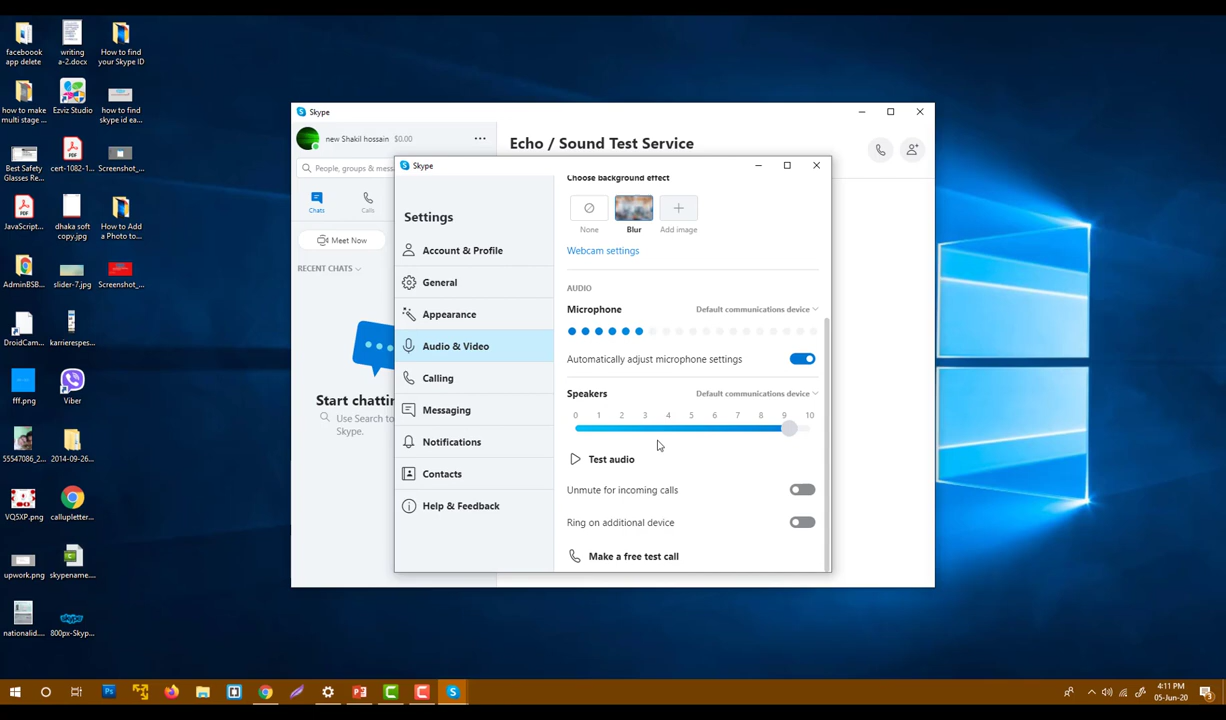 faceboook
app delete
writing
a-2.docx
How to find
your Skype ID
how to make
multi stage ...
Ezviz Studio
how to find
skype id ea...
Best Safety
Glasses Re...
cert-1082-1...
Screenshot_...
JavaScript...
dhaka soft
copy.jpg
How to Add
a Photo to...
AdminBSB...
slider-7.jpg
Screenshot_...
DroidCam...
karrierespes...
fff.png
Viber
55547086_2...
2014-09-26...
VQ5XP.png
callupletter...
upwork.png
skypename....
nationalid....
800px-Skyp...
Skype
new Shakil hossain $0.00
People, groups & mess
Chats
Calls
Meet Now
RECENT CHATS
Start chattin
Use Search to
Skype.
Echo / Sound Test Service
Skype
Settings
Account & Profile
General
Appearance
Audio & Video
Calling
Messaging
Notifications
Contacts
Help & Feedback
Choose background effect
None
Blur
Add image
Webcam settings
AUDIO
Microphone
Default communications device
Automatically adjust microphone settings
Speakers
Default communications device
0 1 2 3 4 5 6 7 8 9 10
Test audio
Unmute for incoming calls
Ring on additional device
Make a free test call
4:11 PM
05-Jun-20
3